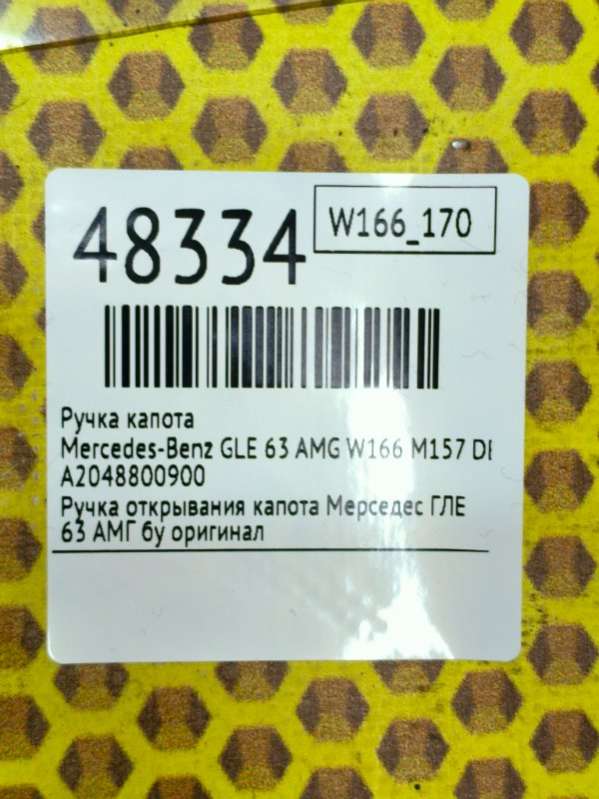 48334
W166_170
Ручка капота
Mercedes-Benz GLE 63 AMG W166 M157
A2048800900
Ручка открывания капота Мерседес ГЛЕ
63 АМГ бу оригинал